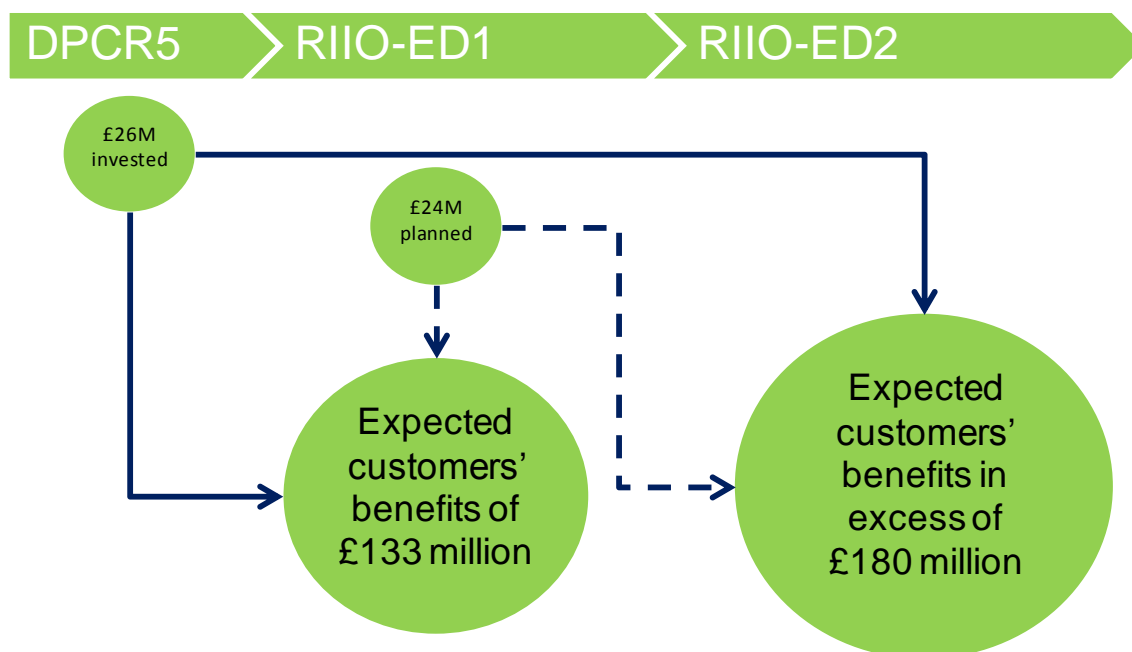 DPCR5
RIIO-ED1
RIIO-ED2
£26M
invested
£24M
planned
Expected
customers’
benefits of
£133 million
Expected
customers’
benefits in
excess of
£180 million